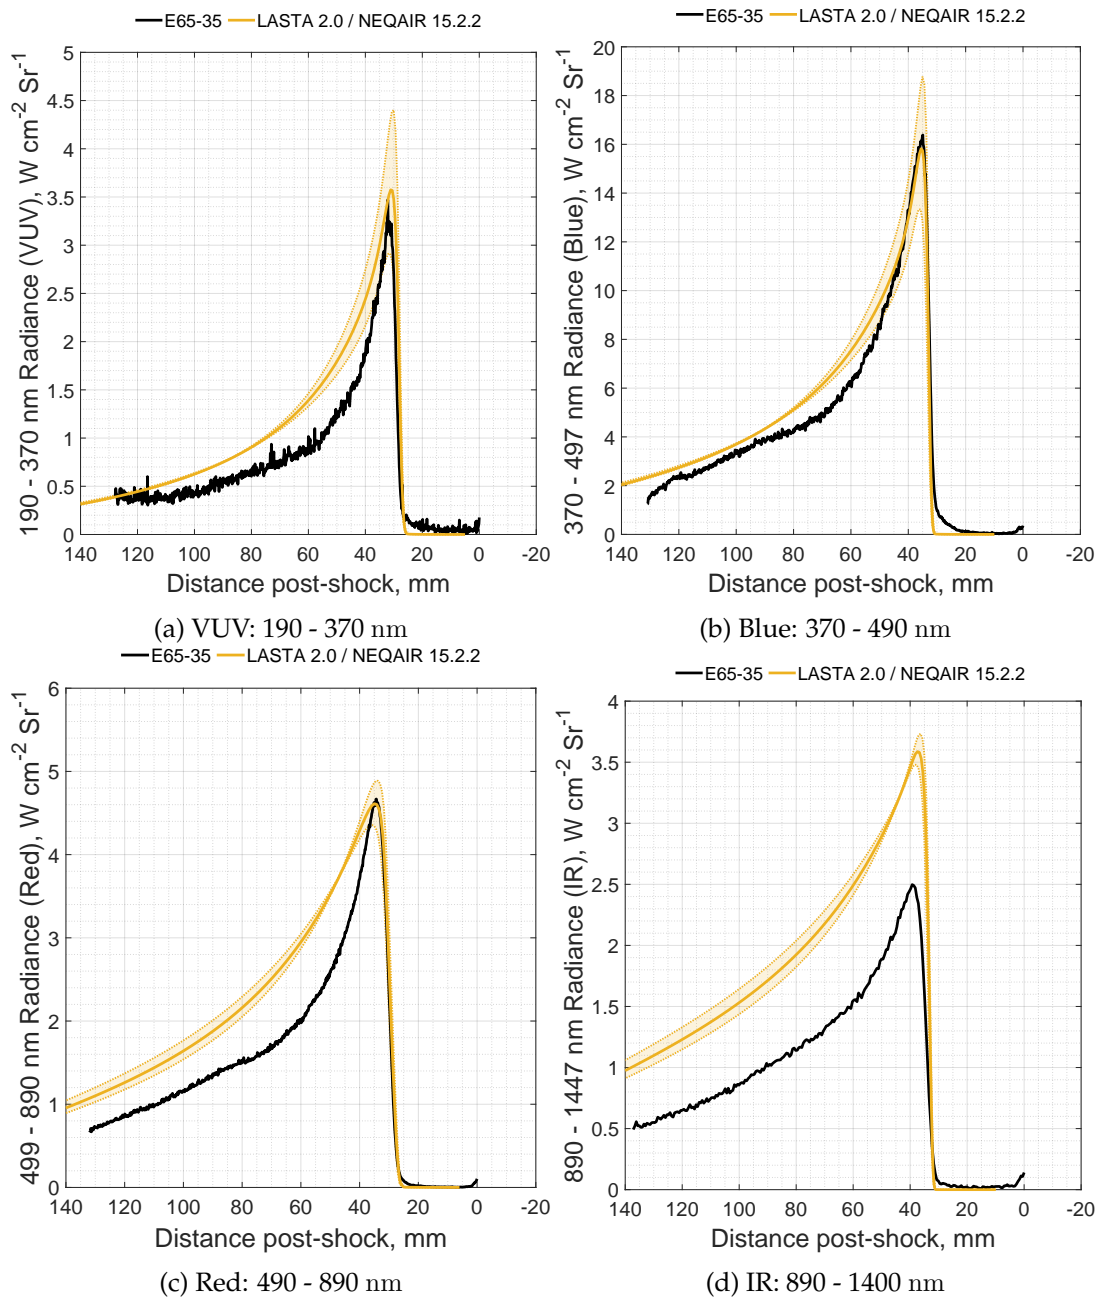 E65-35 LASTA 2.0 / NEQAIR 15.2.2
5
4.5
4
3.5
3
2.5
2
1.5
1
0.5
0
190 - 370 nm Radiance (VUV), W cm-2 Sr-1
140 120 100 80 60 40 20 0 -20
Distance post-shock, mm
(a) VUV: 190 - 370 nm
E65-35 LASTA 2.0 / NEQAIR 15.2.2
20
18
16
14
12
10
8
6
4
2
0
370 - 497 nm Radiance (Blue), W cm-2 Sr-1
140 120 100 80 60 40 20 0 -20
Distance post-shock, mm
(b) Blue: 370 - 490 nm
E65-35 LASTA 2.0 / NEQAIR 15.2.2
6
5
4
3
2
1
0
499 - 890 nm Radiance (Red), W cm-2 Sr-1
140 120 100 80 60 40 20 0 -20
Distance post-shock, mm
(c) Red: 490 - 890 nm
E65-35 LASTA 2.0 / NEQAIR 15.2.2
4
3.5
3
2.5
2
1.5
1
0.5
0
890 - 1447 nm Radiance (IR), W cm-2 Sr-1
140 120 100 80 60 40 20 0 -20
Distance post-shock, mm
(d) IR: 890 - 1400 nm